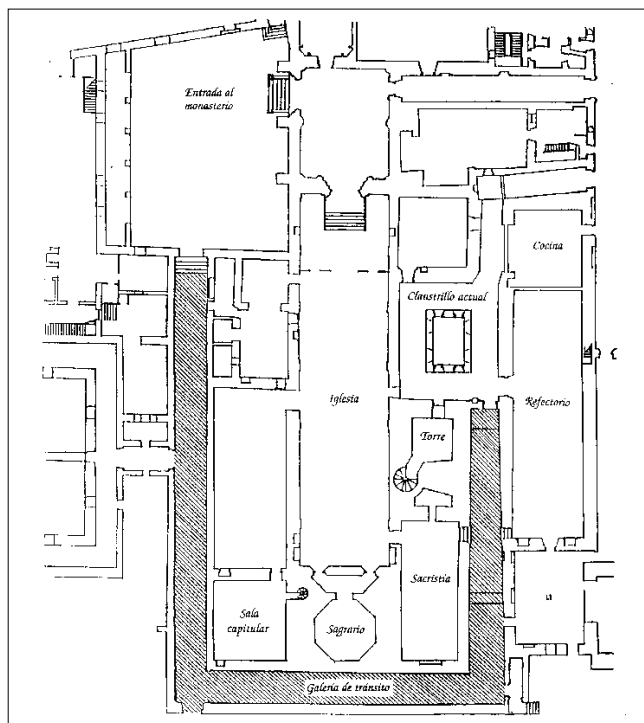 Entrada al
monasterio
Cocina
Claustrillo actual
Iglesia
Refectorio
Torre
Sacristía
Sala
capitular
Sagrario
Galería de tránsito